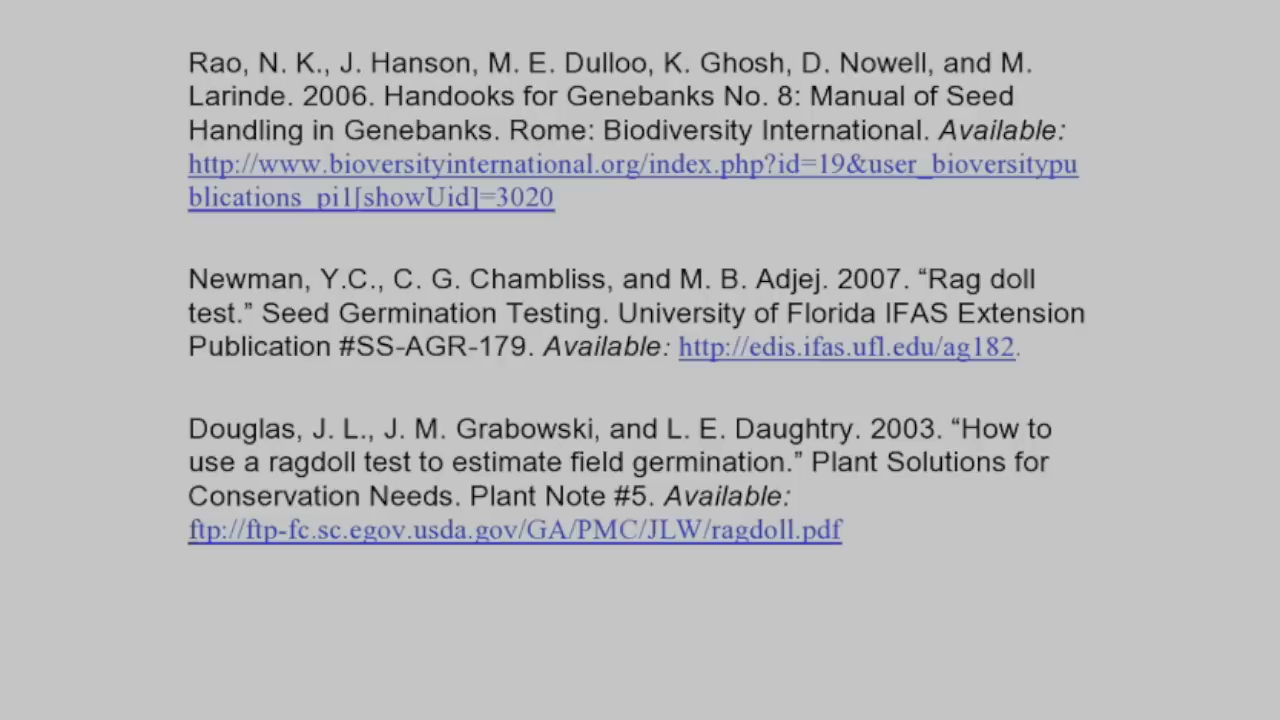 Rao, N. K., J. Hanson, M. E. Dulloo, K. Ghosh, D. Nowell, and M.
Larinde. 2006. Handooks for Genebanks No. 8: Manual of Seed
Handling in Genebanks. Rome: Biodiversity International. Available:
http://www.bioversityinternational.org/index.php?id=19&user_bioversitypu
blications_pi1[showUid]=3020
Newman, Y.C., C. G. Chambliss, and M. B. Adjej. 2007. “Rag doll
test.” Seed Germination Testing. University of Florida IFAS Extension
Publication #SS-AGR-179. Available: http://edis.ifas.ufl.edu/ag182.
Douglas, J. L., J. M. Grabowski, and L. E. Daughtry. 2003. “How to
use a ragdoll test to estimate field germination.” Plant Solutions for
Conservation Needs. Plant Note #5. Available:
ftp://ftp-fc.sc.egov.usda.gov/GA/PMC/JLW/ragdoll.pdf